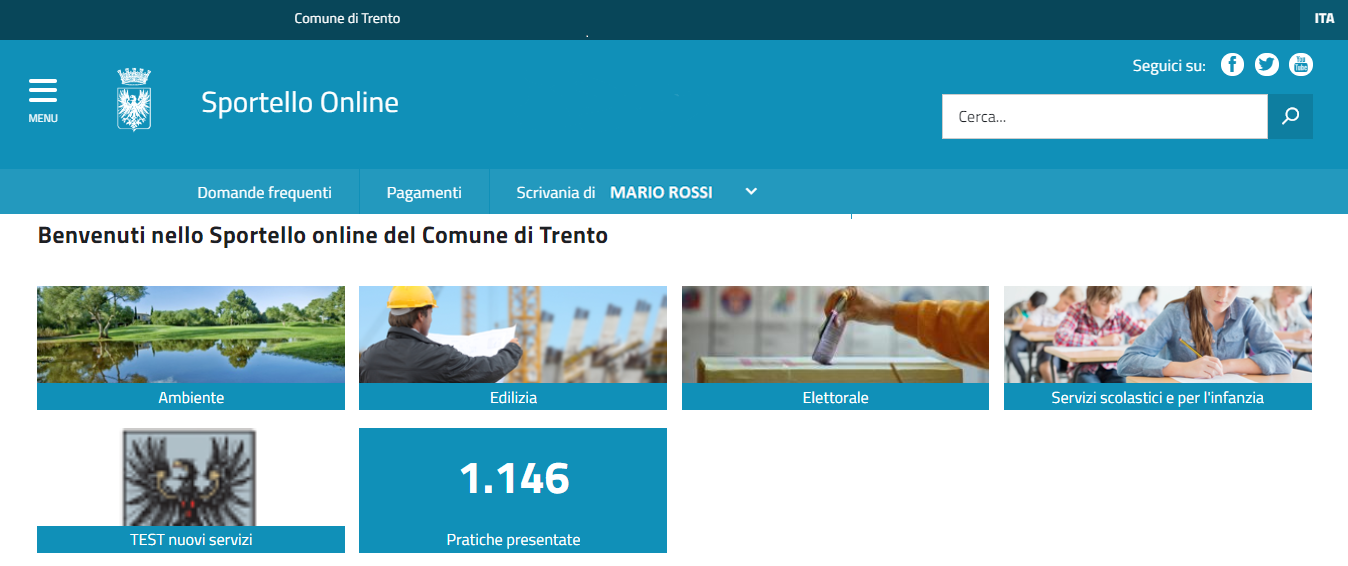 Comune di Trento
ITA
Seguici su:
MENU
Sportello Online
Cerca...
Domande frequenti
Pagamenti
Scrivania di MARIO ROSSI
Benvenuti nello Sportello online del Comune di Trento
Ambiente
Edilizia
Elettorale
Servizi scolastici e per l'infanzia
TEST nuovi servizi
1.146
Pratiche presentate